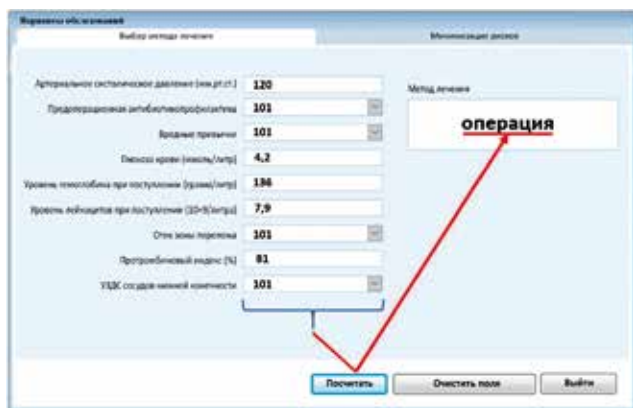 Варианты обследований
Выбор метода лечения
Минимизация рисков
Артериальное систолическое давление (мм.рт.ст.) 120
Метод лечения
Предоперационная антибиотикопрофилактика 101
операция
Вредные привычки 101
Глюкоза крови (ммоль/литр) 4,2
Уровень гемоглобина при поступлении (грамм/литр) 136
Уровень лейкоцитов при поступлении (10×9/литр) 7,9
Отек зоны перелома 101
Протромбиновый индекс (%) 81
УЗДС сосудов нижней конечности 101
Посчитать
Очистить поля
Выйти